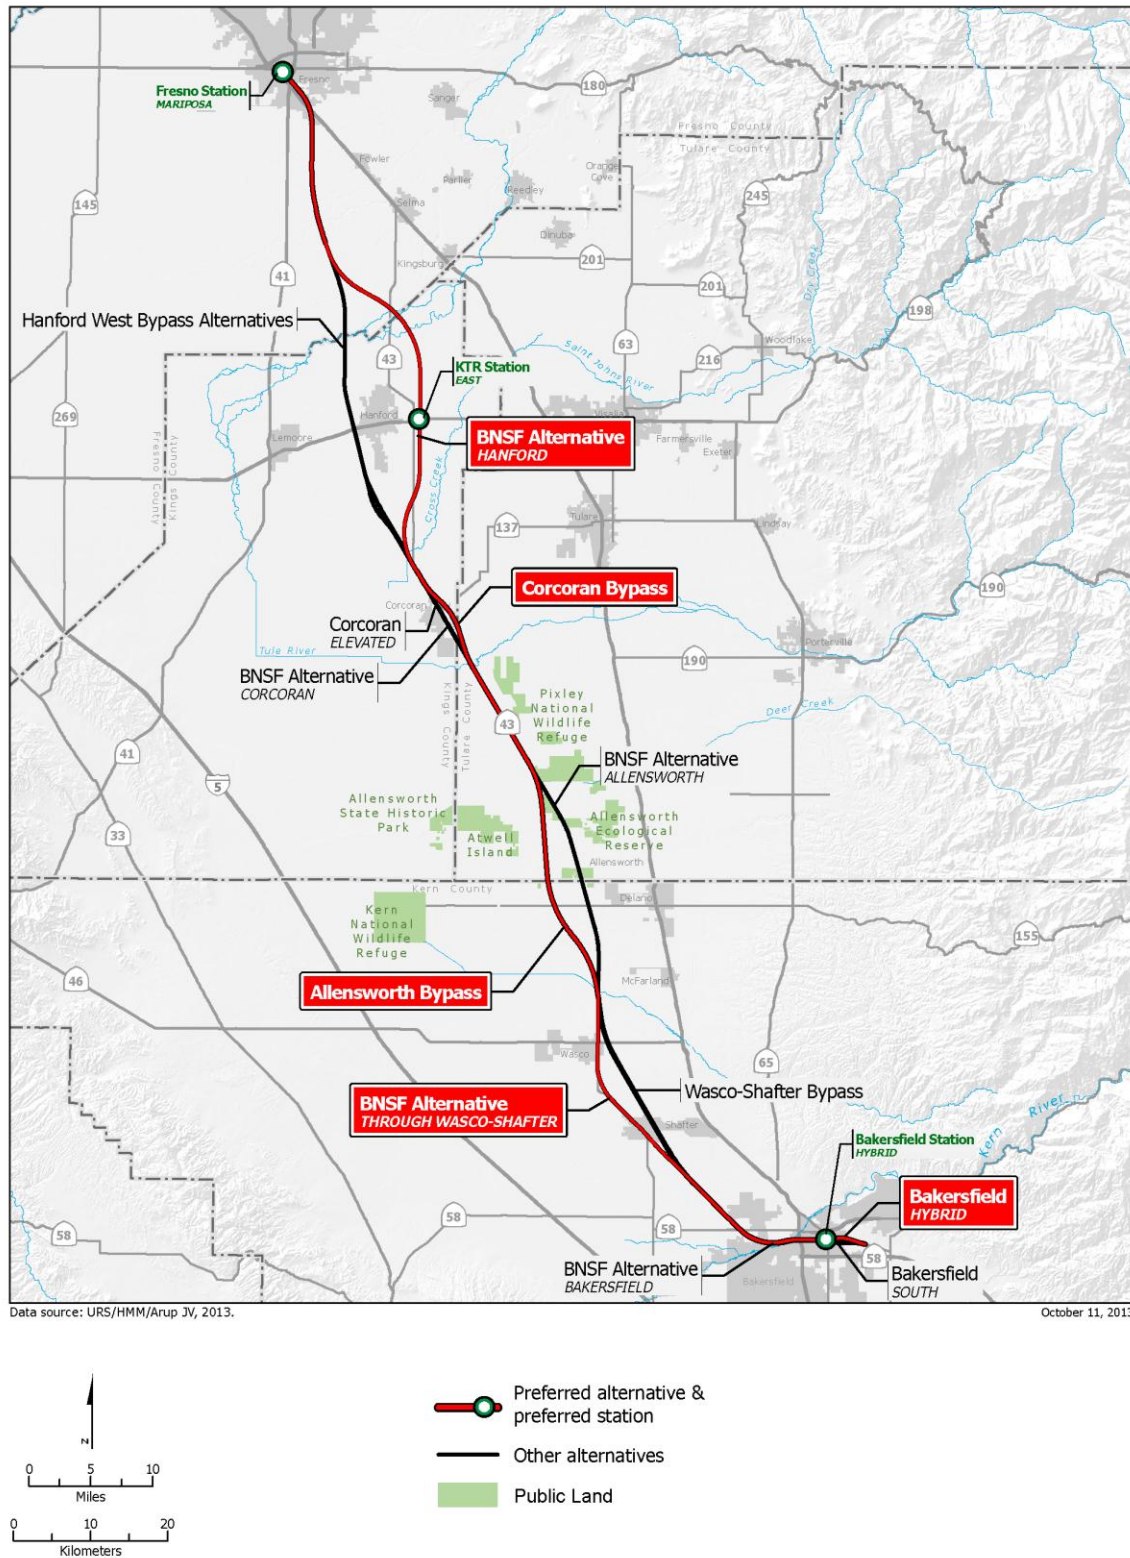 Fresno Station
MARIPOSA
Fresno
Sanger
180
Fresno County
Tulare County
Fowler
Parlier
Reedley
Orange
Cove
Selma
145
245
Dinuba
Kingsburg
201
201
41
Dry Creek
198
Hanford West Bypass Alternatives
43
63
216
Woodlake
Saint Johns River
KTR Station
EAST
269
Hanford
Lemoore
Visalia
Farmersville
Exeter
BNSF Alternative
HANFORD
Fresno County
Kings County
Cross Creek
137
Tulare
Lindsay
Corcoran Bypass
190
Corcoran
Corcoran
ELEVATED
Tule River
Porterville
190
BNSF Alternative
CORCORAN
Kings County
Tulare County
Pixley
National
Wildlife
Refuge
Deer Creek
43
41
5
BNSF Alternative
ALLENSWORTH
Allensworth
State Historic
Park
Atwell
Island
Allensworth
Ecological
Reserve
33
Allensworth
Kern County
Delano
Kern
National
Wildlife
Refuge
155
46
McFarland
Allensworth Bypass
Wasco
65
BNSF Alternative
THROUGH WASCO-SHAFTER
Wasco-Shafter Bypass
Shafter
Kern River
Bakersfield Station
HYBRID
Bakersfield
HYBRID
58
58
58
58
BNSF Alternative
BAKERSFIELD
Bakersfield
Bakersfield
SOUTH
Data source: URS/HMM/Arup JV, 2013.
October 11, 2013
N
0 5 10
Miles
0 10 20
Kilometers
Preferred alternative &
preferred station
Other alternatives
Public Land